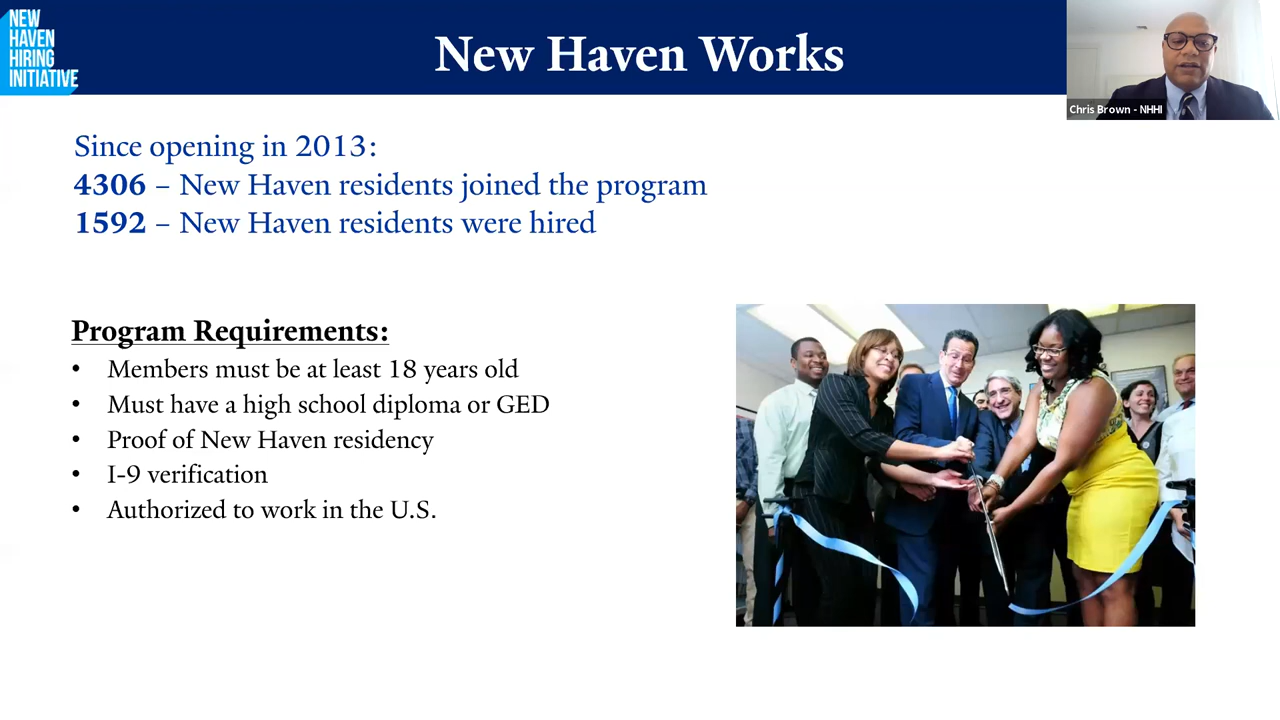 NEW
HAVEN
HIRING
INITIATIVE
New Haven Works
Chris Brown - NHHI
Since opening in 2013:
4306 – New Haven residents joined the program
1592 – New Haven residents were hired
Program Requirements:
• Members must be at least 18 years old
• Must have a high school diploma or GED
• Proof of New Haven residency
• I-9 verification
• Authorized to work in the U.S.